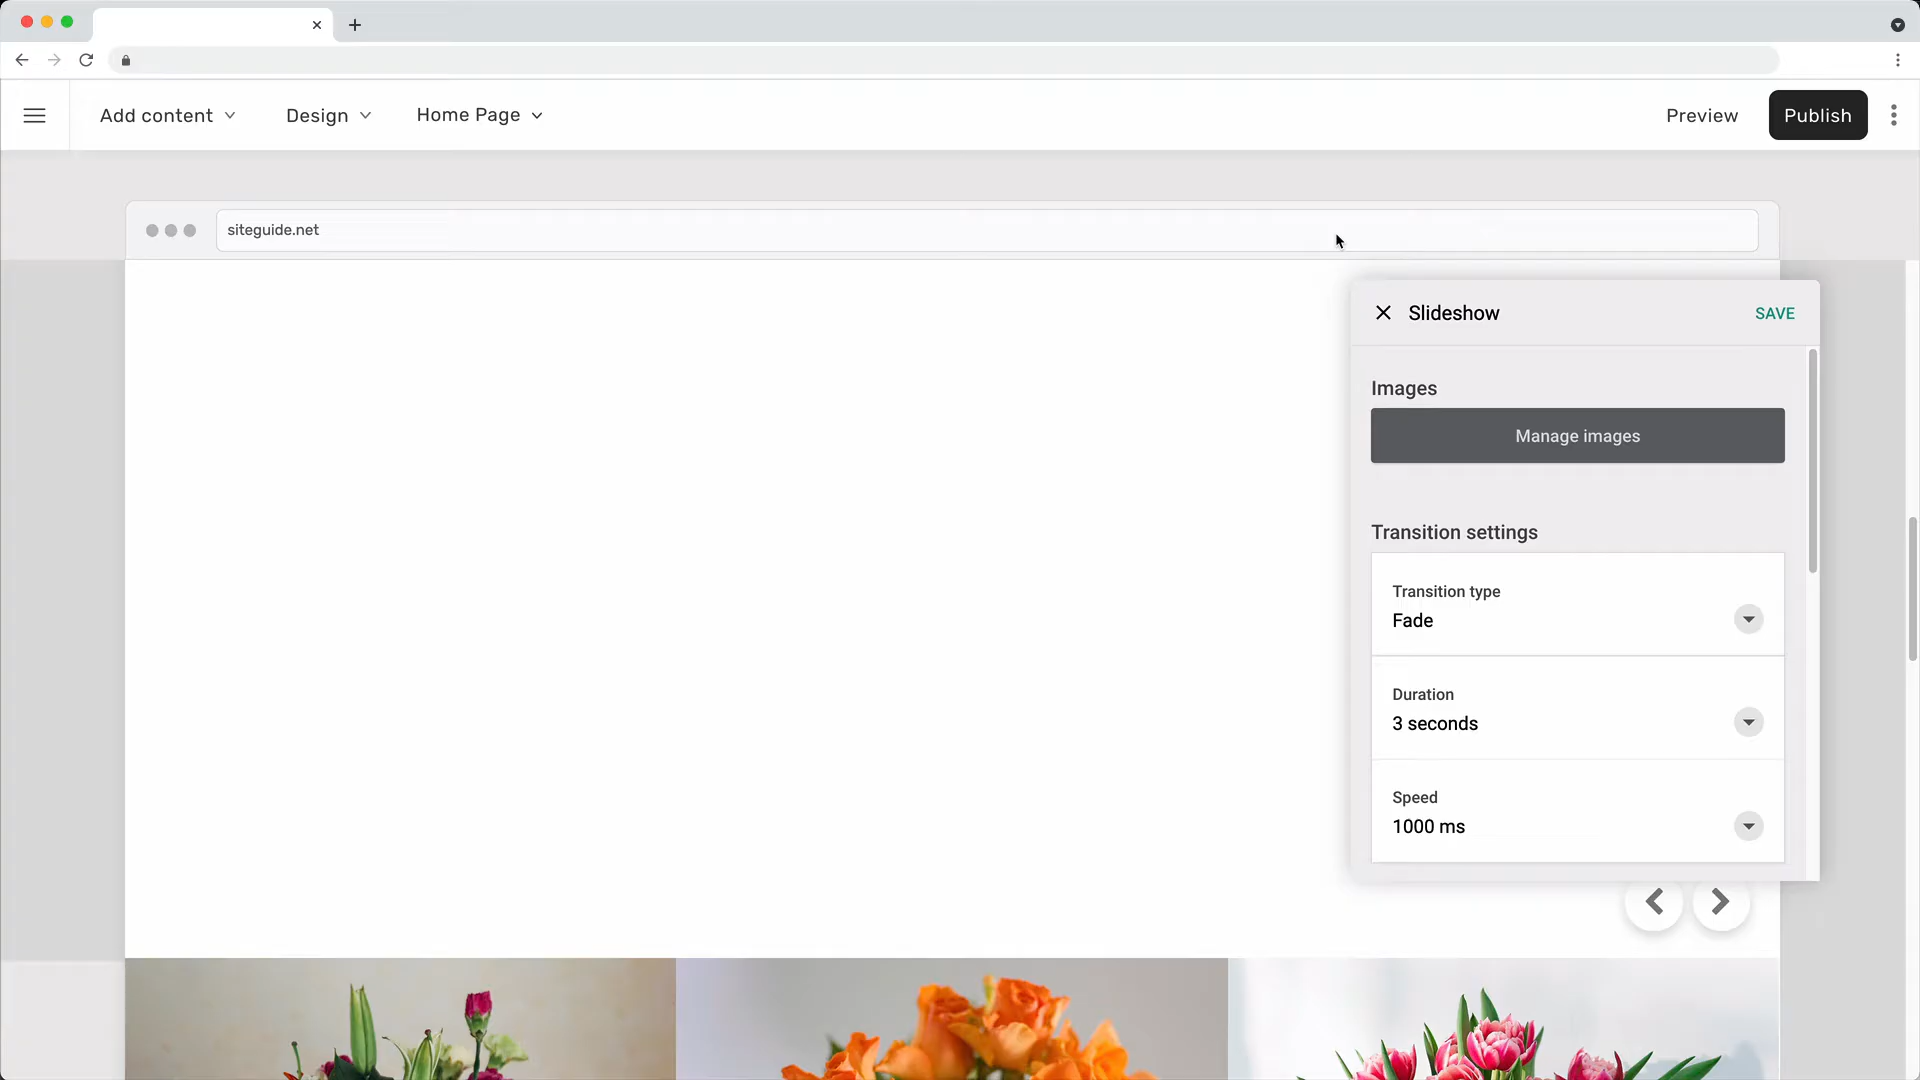 Add content
Design
Home Page
Preview
Publish
siteguide.net
Slideshow
SAVE
Images
Manage images
Transition settings
Transition type
Fade
Duration
3 seconds
Speed
1000 ms